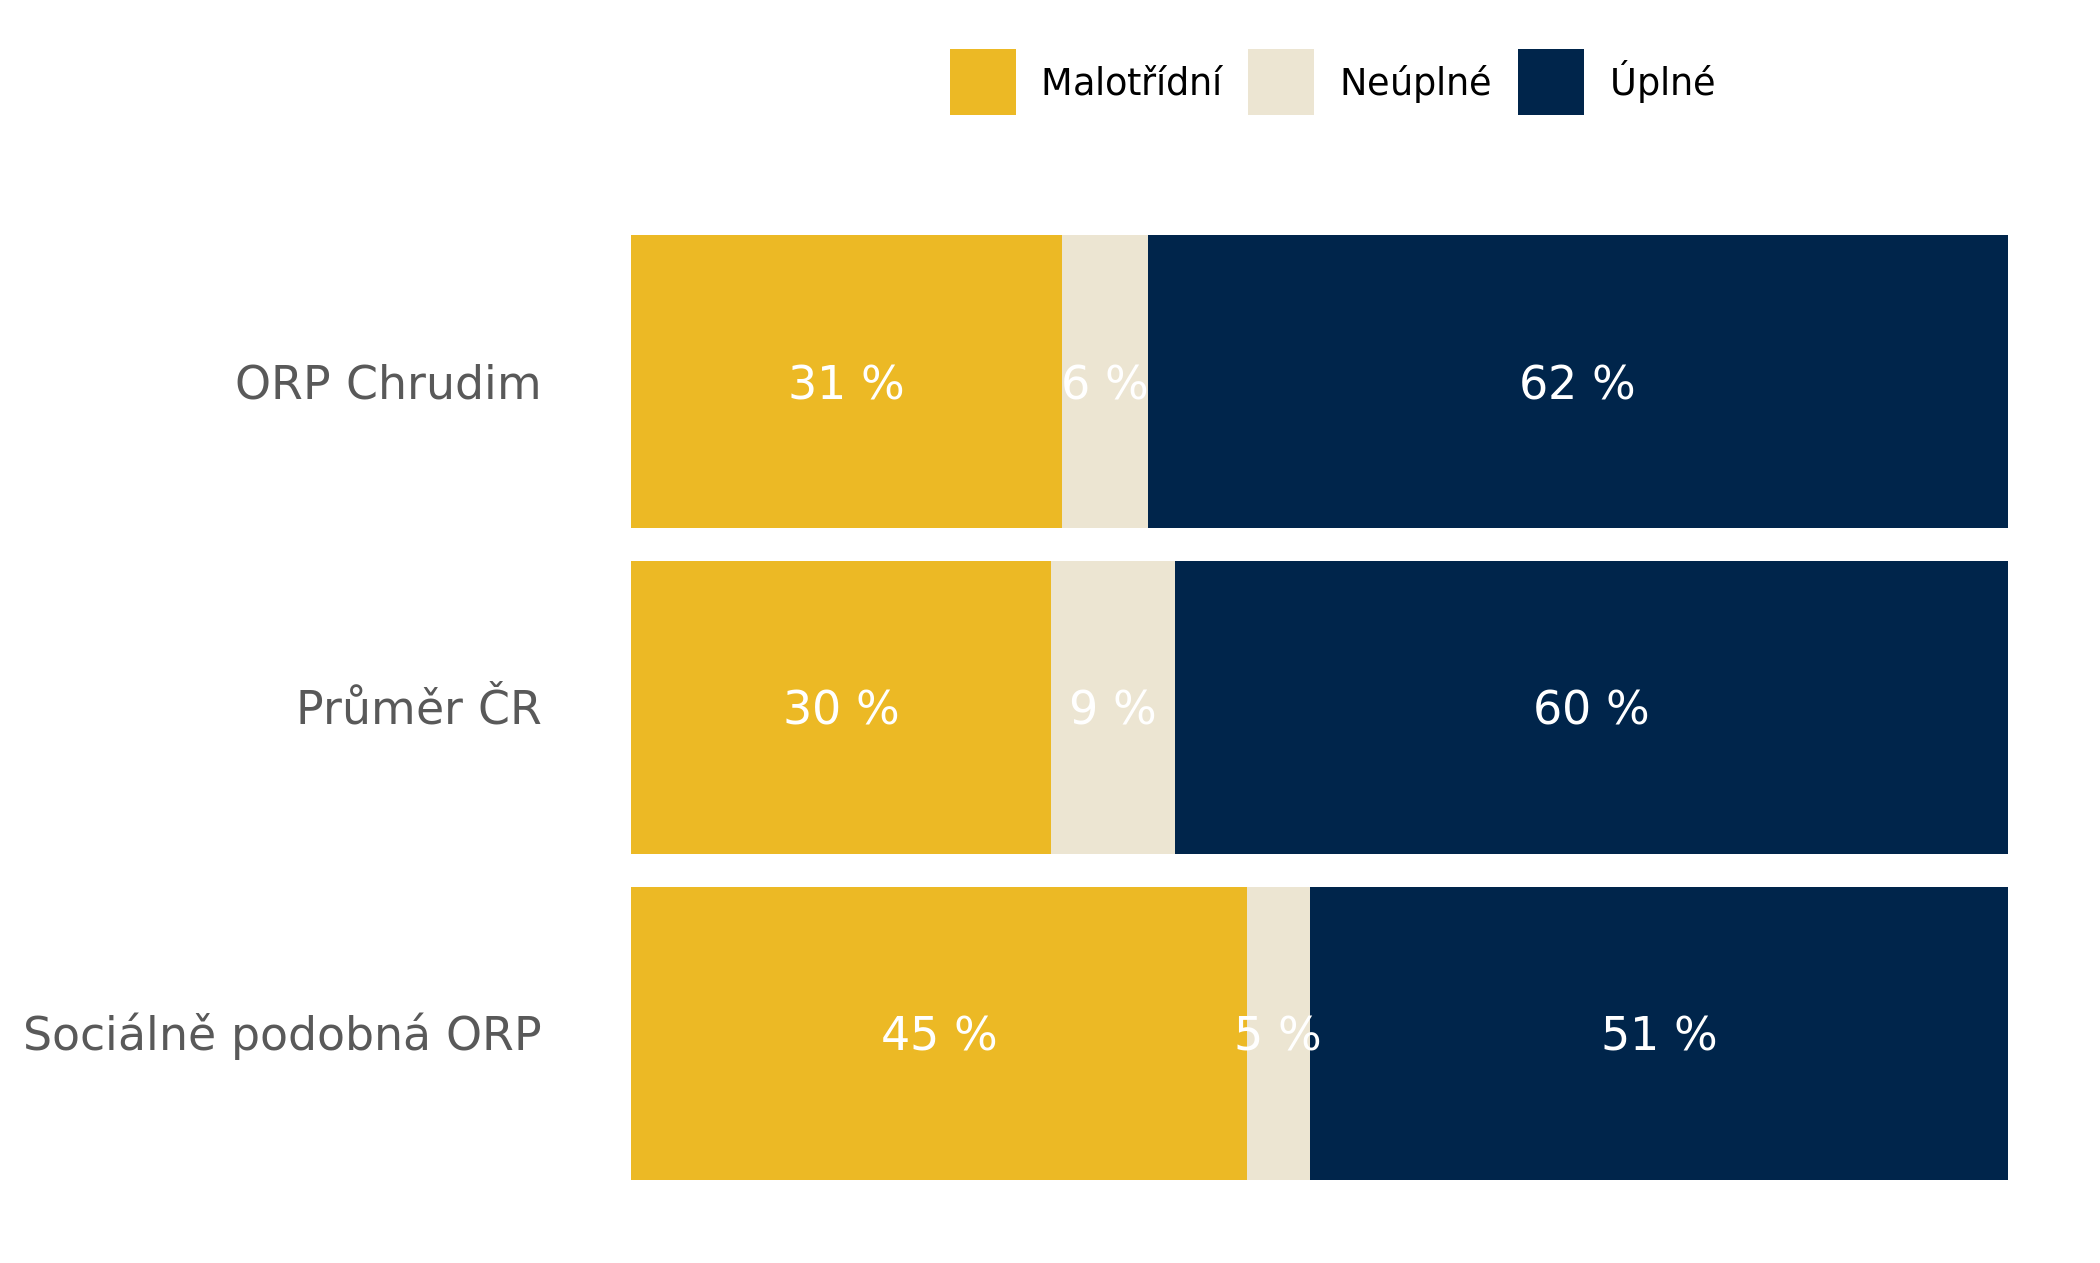 Malotřídní Neúplné Úplné
ORP Chrudim 31 % 6 % 62 %
Průměr ČR 30 % 9 % 60 %
Sociálně podobná ORP 45 % 5 % 51 %